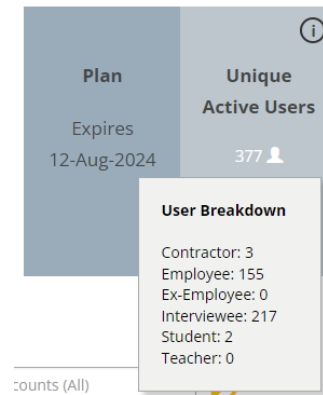 Plan
Expires
12-Aug-2024
Unique
Active Users
377
User Breakdown
Contractor: 3
Employee: 155
Ex-Employee: 0
Interviewee: 217
Student: 2
Teacher: 0
counts (All)